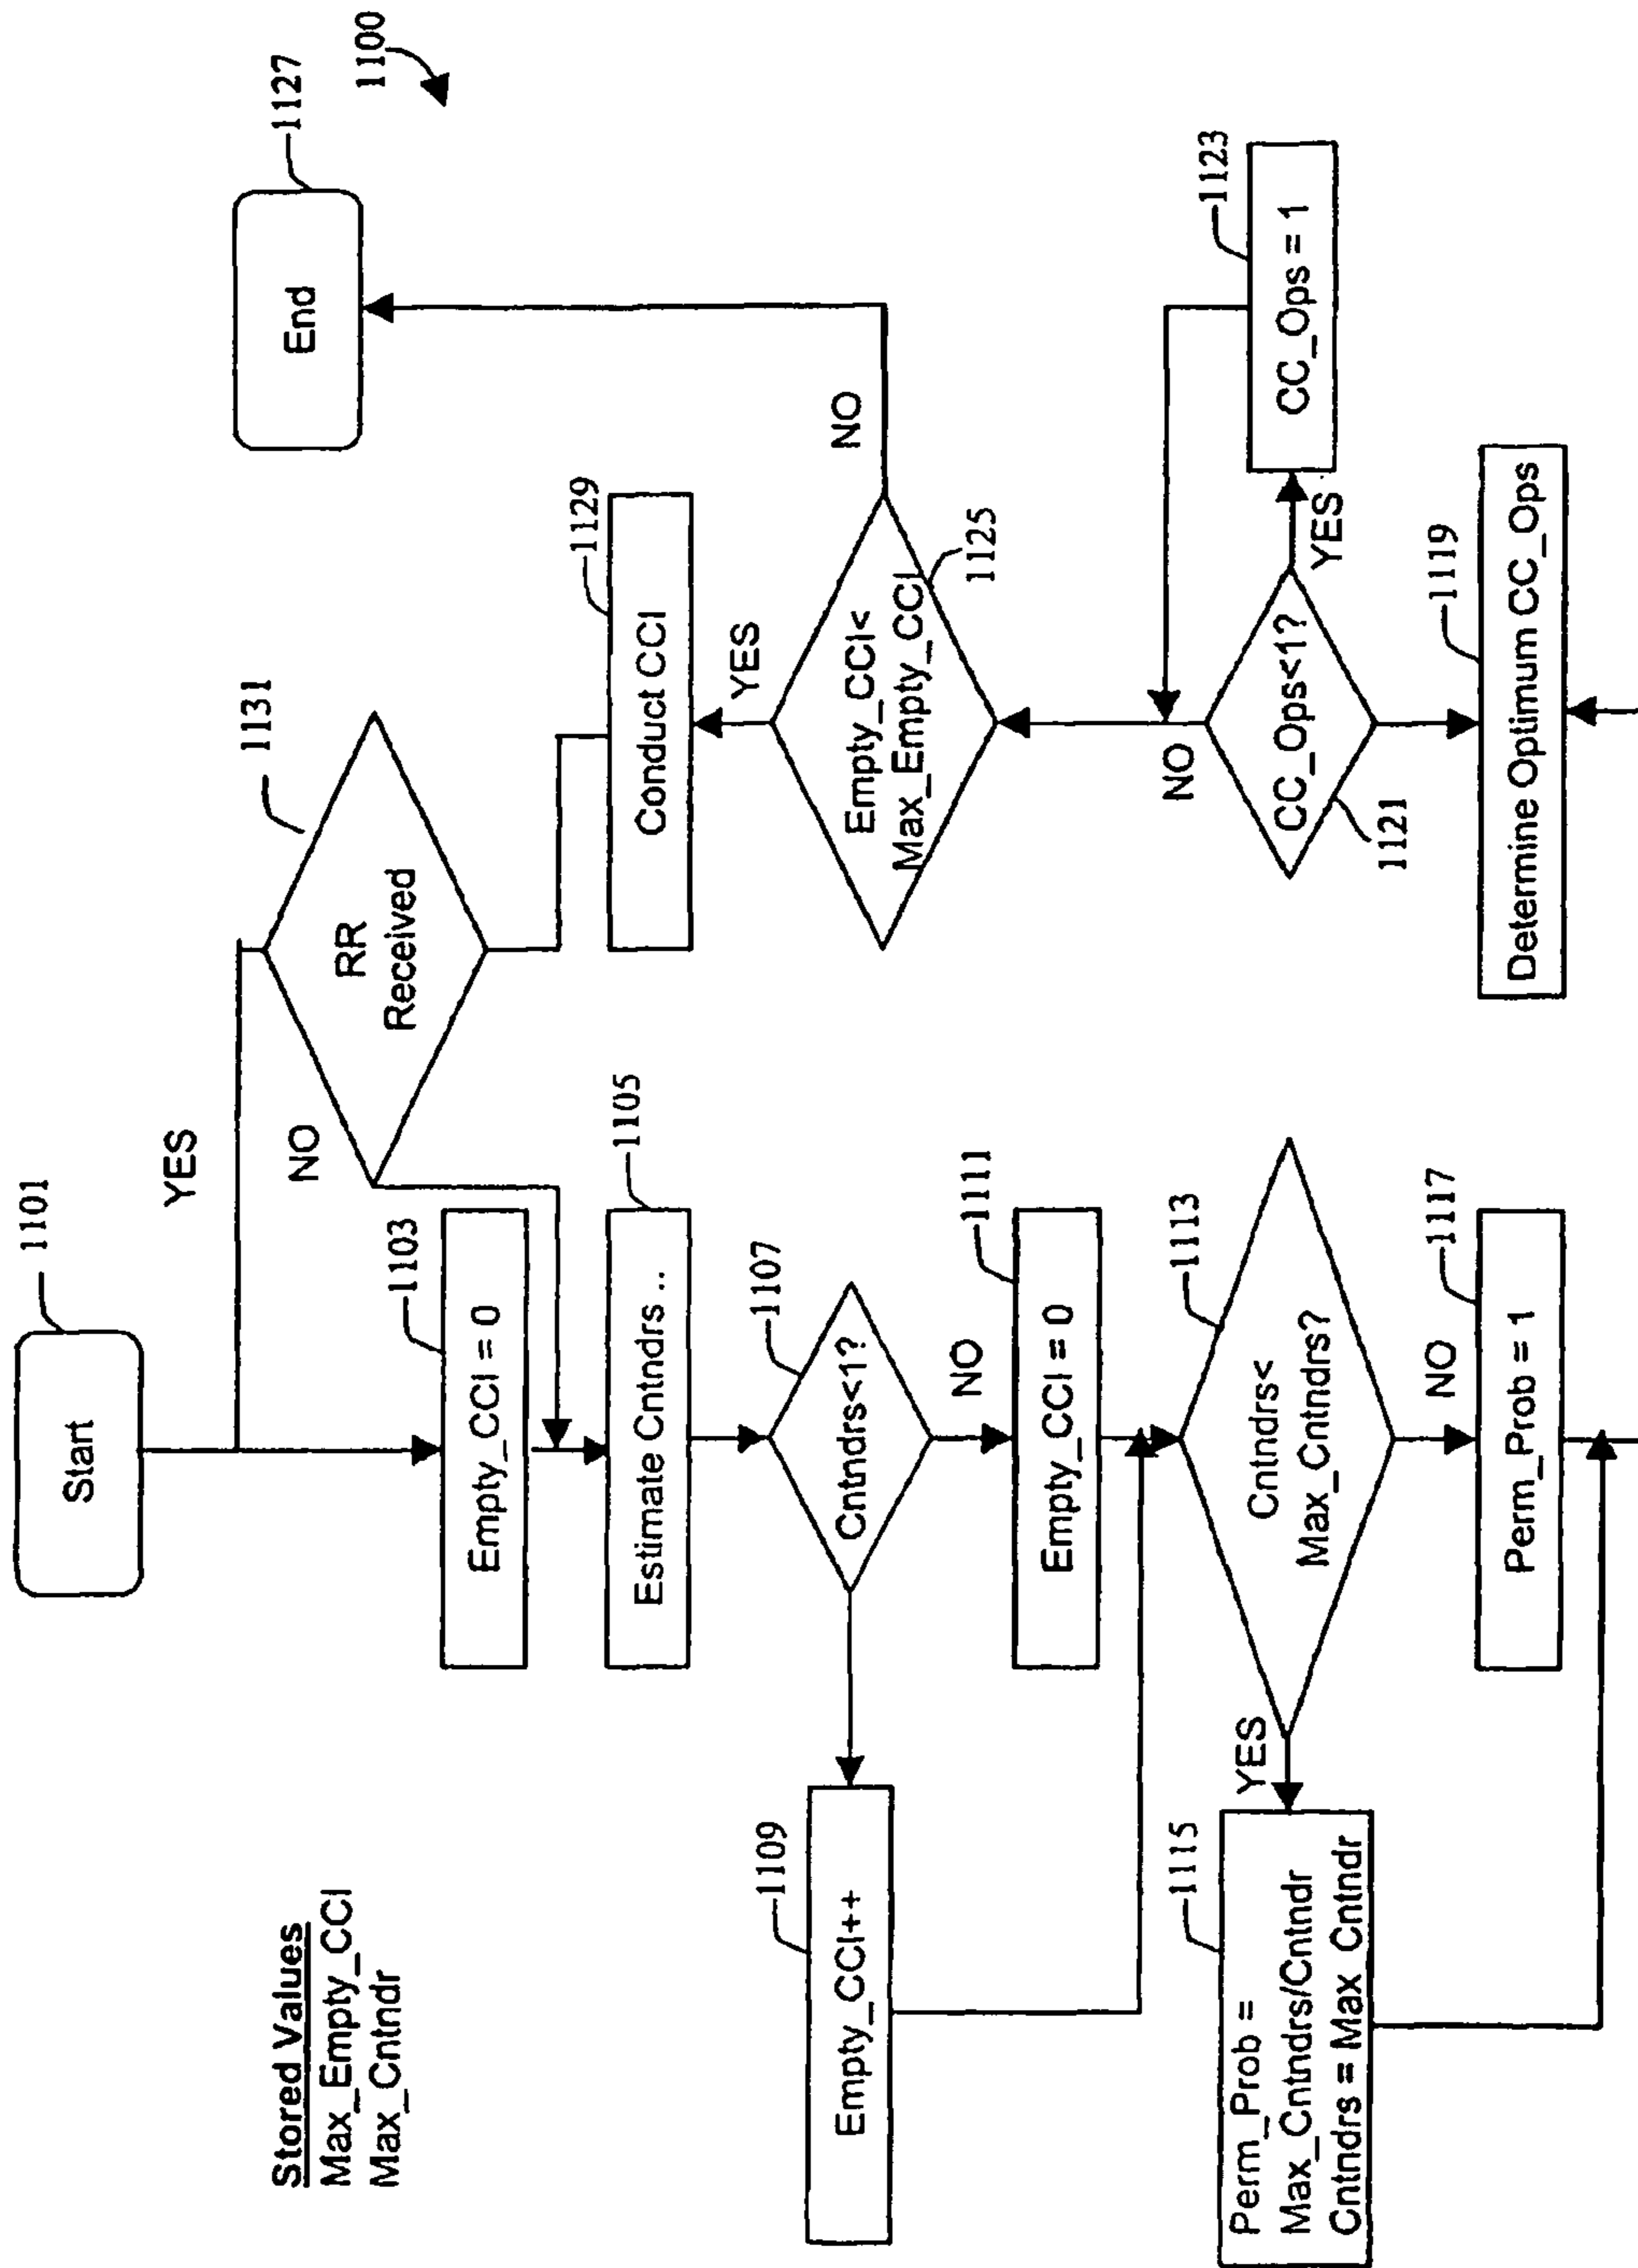 Stored Values
Max_Empty_CCI
Max_Cntndr
Start
1101
YES
NO
1103
Empty_CCI = 0
1105
Estimate Cntndrs ..
1107
Cntndrs<1?
NO
1109
Empty_CCI++
1111
Empty_CCI = 0
1113
Cntndrs<
Max_Cntndrs?
YES
NO
1115
Perm_Prob =
Max_Cntndrs/Cntndr
Cntndrs = Max_Cntndr
1117
Perm_Prob = 1
1119
Determine Optimum CC_Ops
1121
CC_Ops<1?
NO
YES
1123
CC_Ops = 1
1125
Empty_CCI<
Max_Empty_CCI
YES
NO
1129
Conduct CCI
1131
RR
Received
1127
End
1100